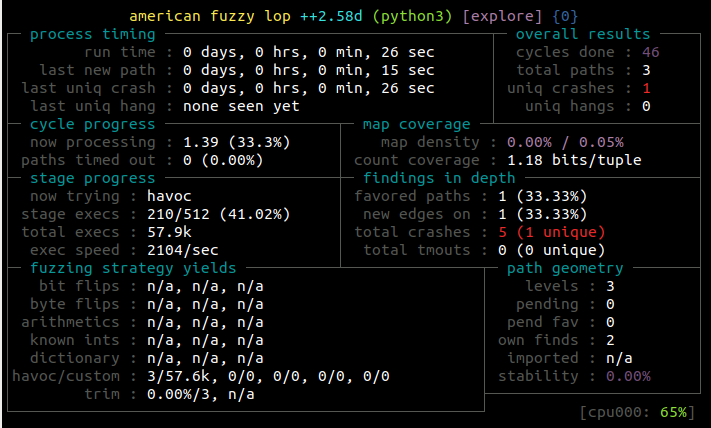 american fuzzy lop ++2.58d (python3) [explore] {0}
process timing overall results
run time : 0 days, 0 hrs, 0 min, 26 sec cycles done : 46
last new path : 0 days, 0 hrs, 0 min, 15 sec total paths : 3
last uniq crash : 0 days, 0 hrs, 0 min, 26 sec uniq crashes : 1
last uniq hang : none seen yet uniq hangs : 0
cycle progress map coverage
now processing : 1.39 (33.3%) map density : 0.00% / 0.05%
paths timed out : 0 (0.00%) count coverage : 1.18 bits/tuple
stage progress findings in depth
now trying : havoc favored paths : 1 (33.33%)
stage execs : 210/512 (41.02%) new edges on : 1 (33.33%)
total execs : 57.9k total crashes : 5 (1 unique)
exec speed : 2104/sec total tmouts : 0 (0 unique)
fuzzing strategy yields path geometry
bit flips : n/a, n/a, n/a levels : 3
byte flips : n/a, n/a, n/a pending : 0
arithmetics : n/a, n/a, n/a pend fav : 0
known ints : n/a, n/a, n/a own finds : 2
dictionary : n/a, n/a, n/a imported : n/a
havoc/custom : 3/57.6k, 0/0, 0/0, 0/0, 0/0 stability : 0.00%
trim : 0.00%/3, n/a
[cpu000: 65%]